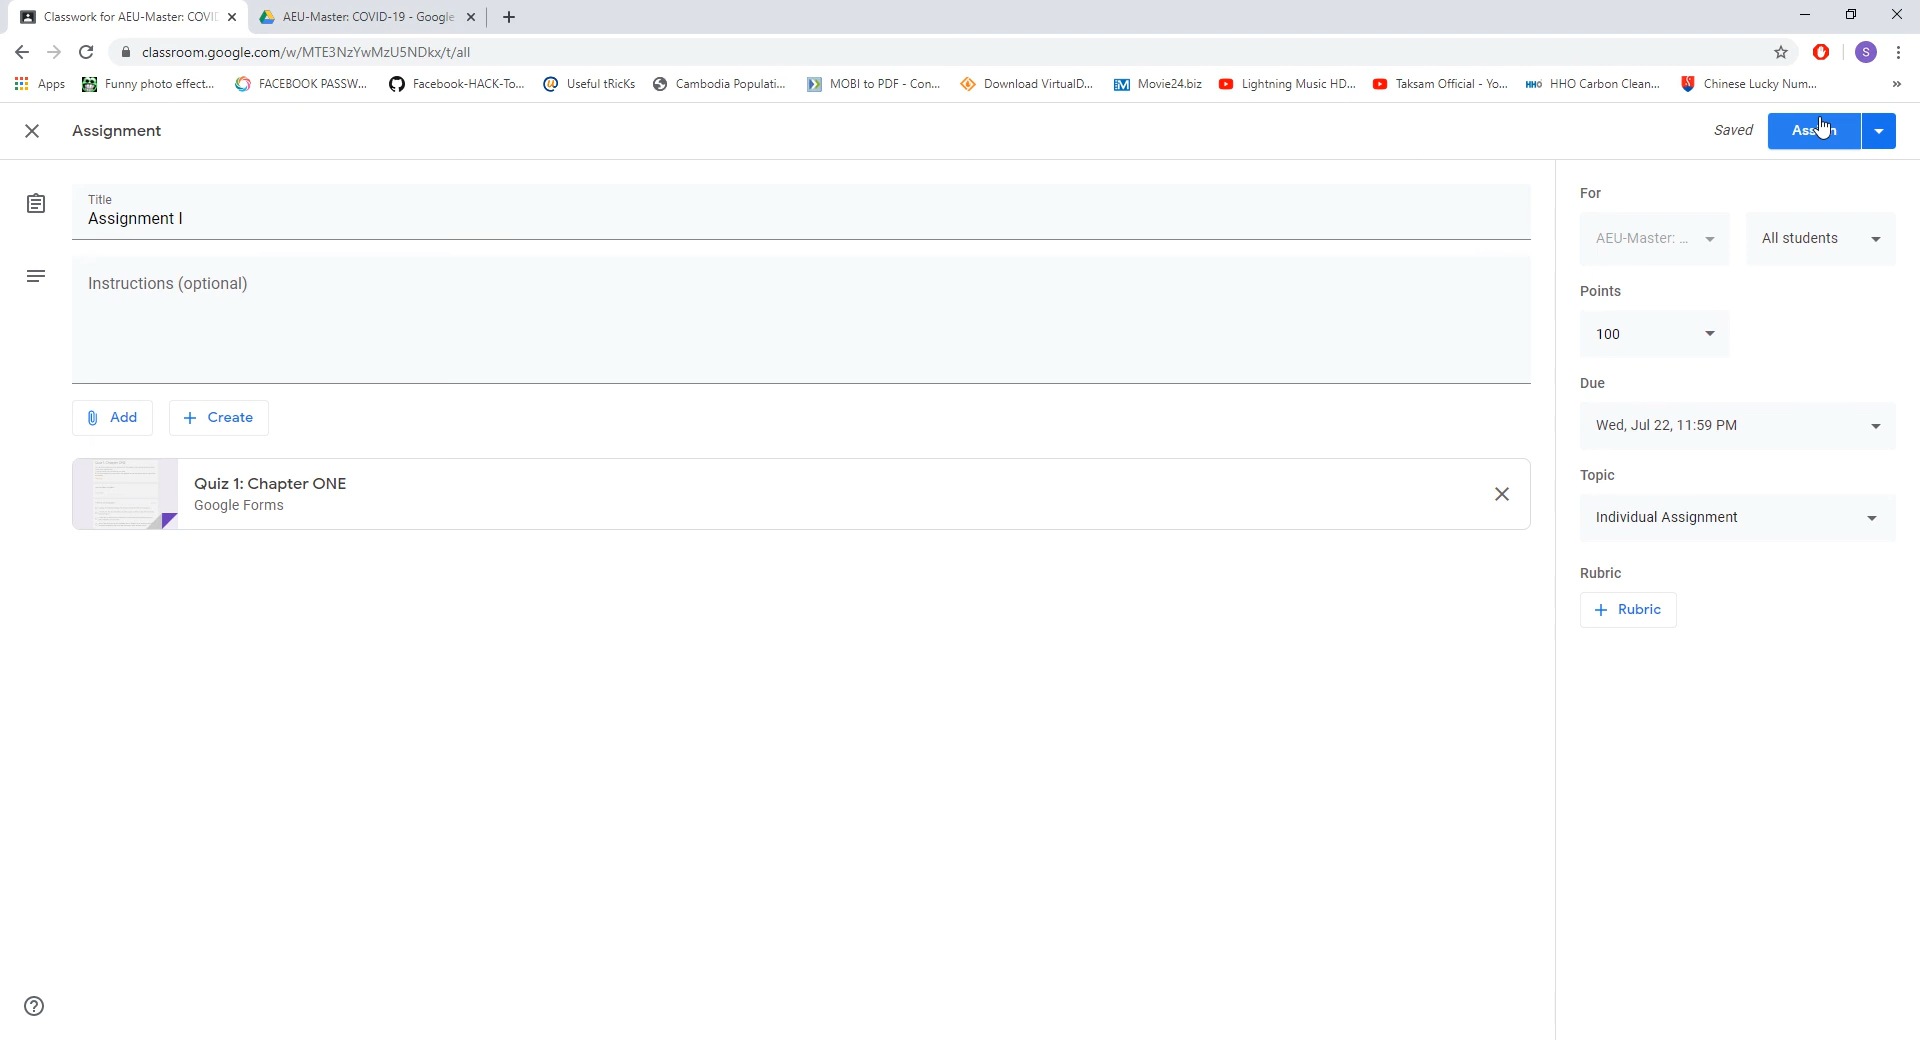 Classwork for AEU-Master: COVI
AEU-Master: COVID-19 - Google
classroom.google.com/w/MTE3NzYwMzU5NDkx/t/all
S
Apps
Funny photo effect...
FACEBOOK PASSW...
Facebook-HACK-To...
Useful tRicKs
Cambodia Populati...
MOBI to PDF - Con...
Download VirtualD...
Movie24.biz
Lightning Music HD...
Taksam Official - Yo...
HHO Carbon Clean...
Chinese Lucky Num...
Assignment
Saved
Title
Assignment I
Instructions (optional)
Add
Create
Quiz 1: Chapter ONE
Google Forms
For
AEU-Master: ...
All students
Points
100
Due
Wed, Jul 22, 11:59 PM
Topic
Individual Assignment
Rubric
Rubric